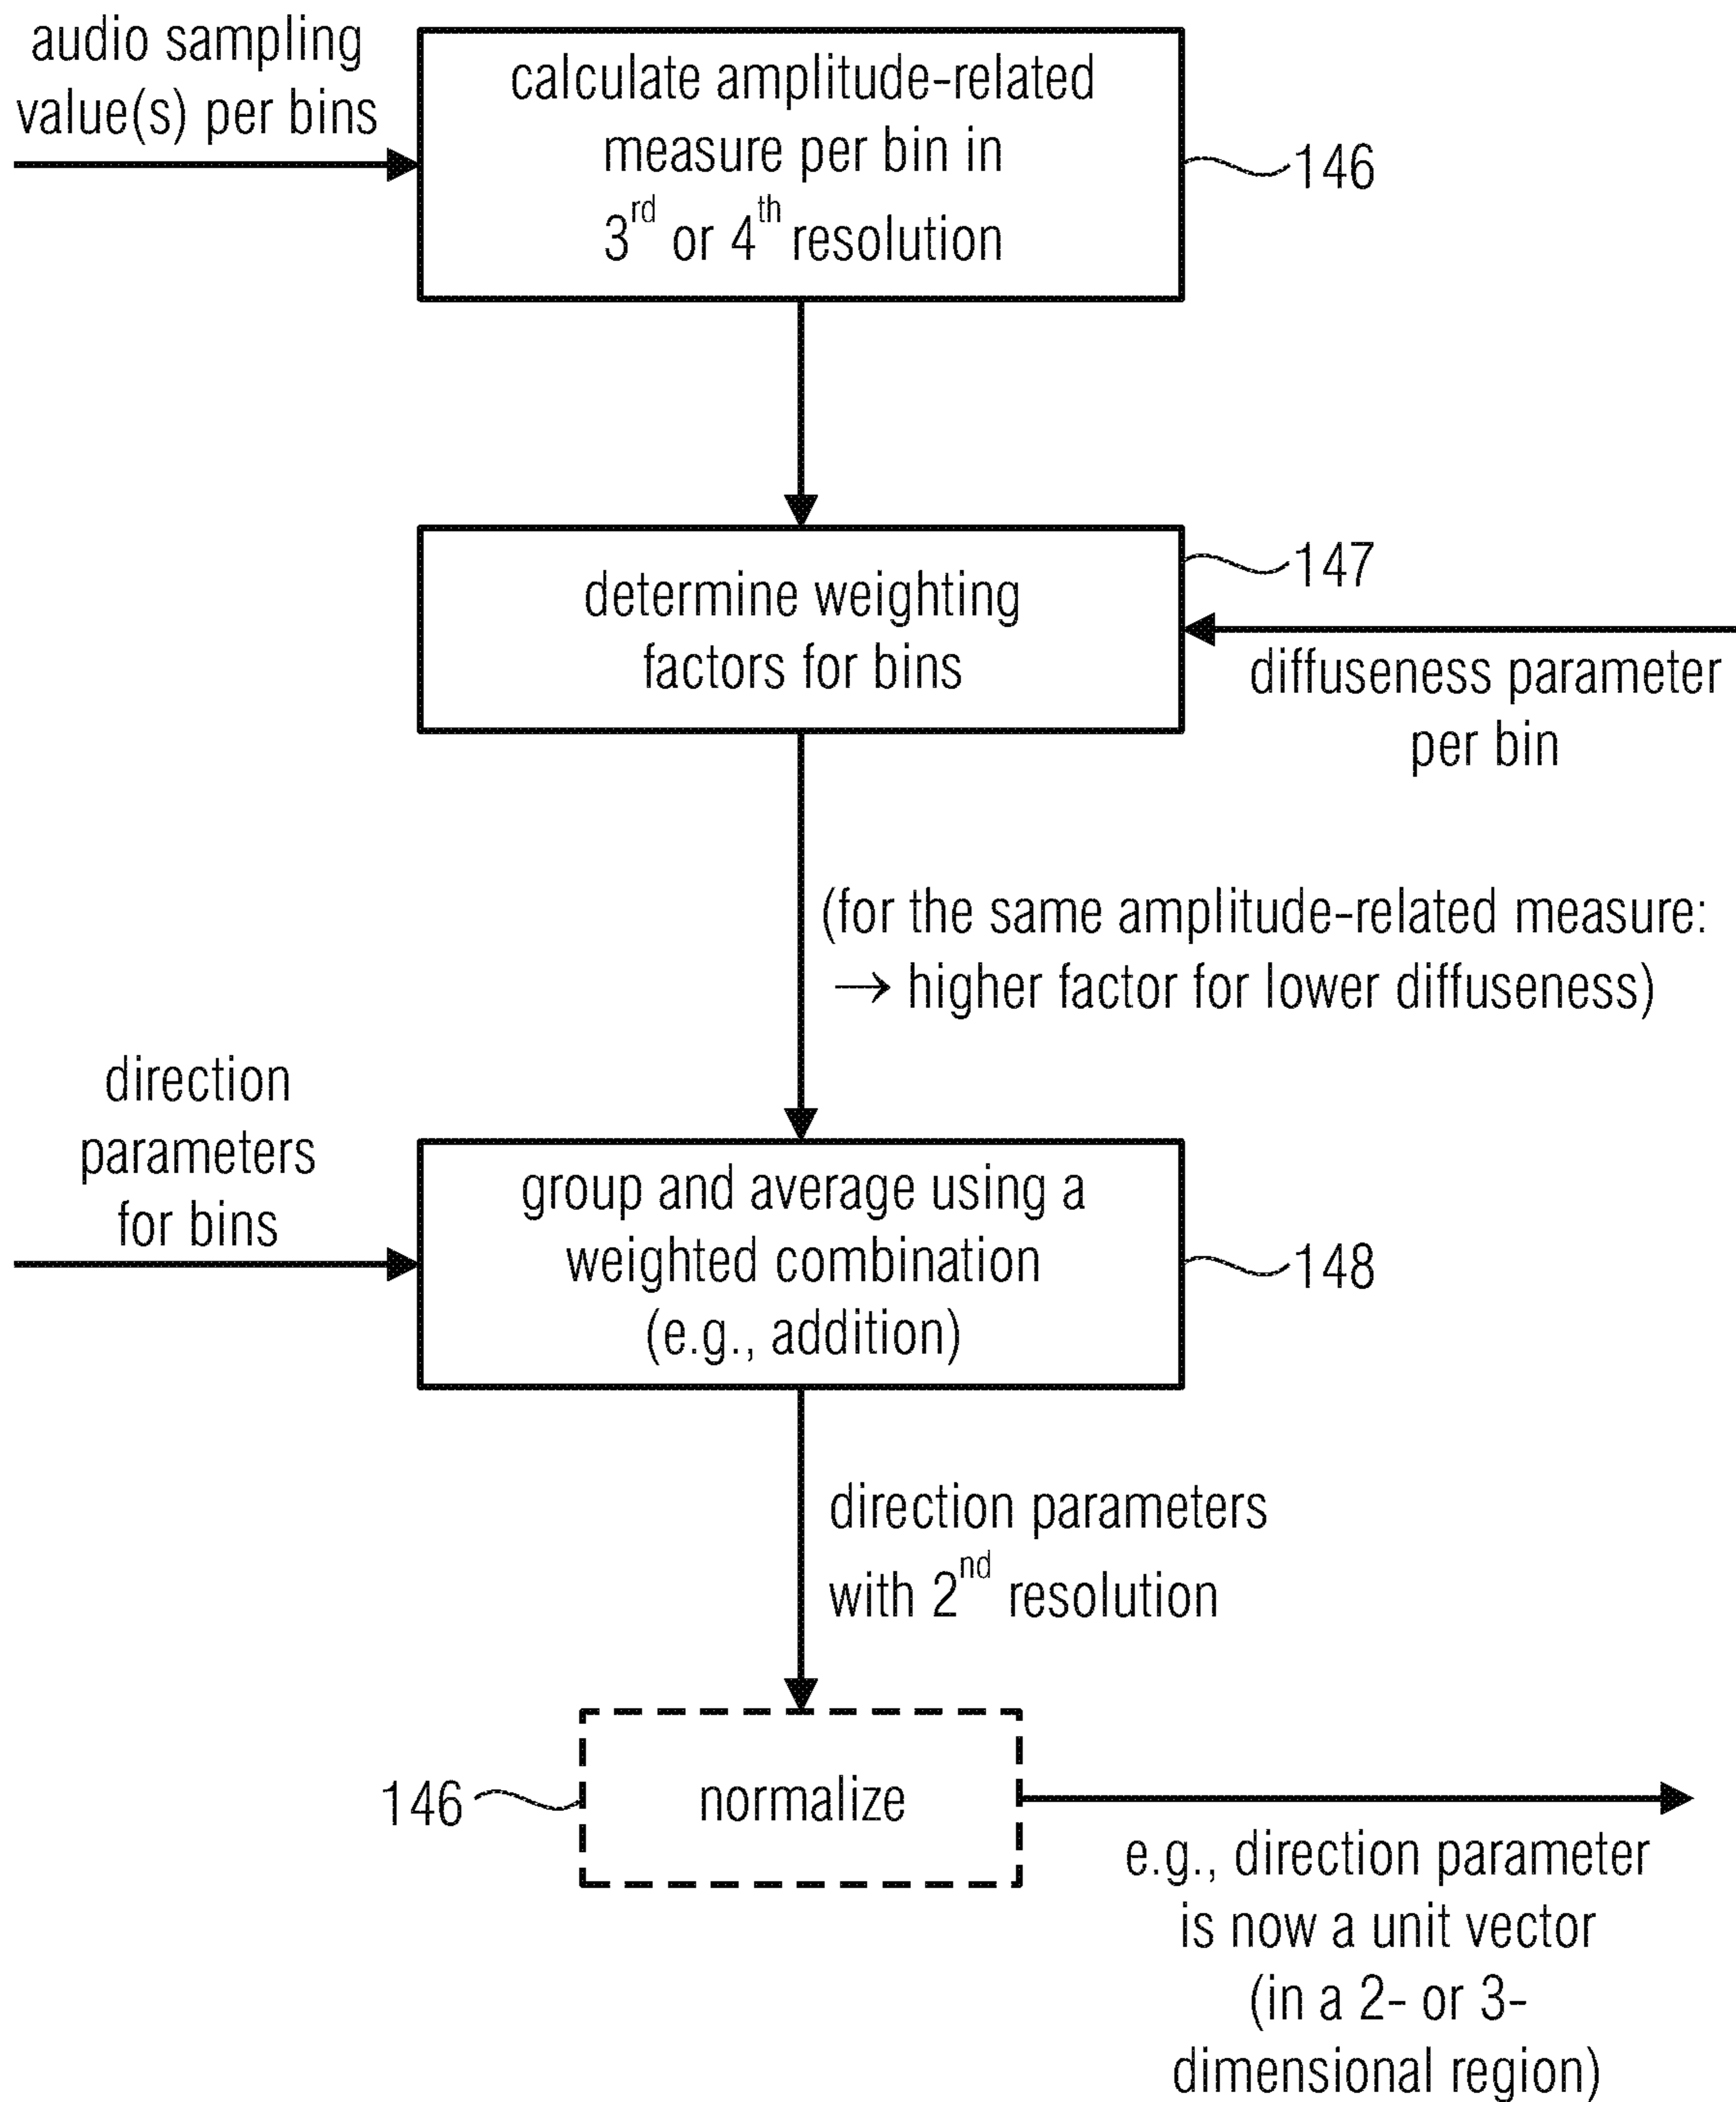 audio sampling
value(s) per bins
calculate amplitude-related
measure per bin in
3rd or 4th resolution
146
determine weighting
factors for bins
147
diffuseness parameter
per bin
(for the same amplitude-related measure:
→ higher factor for lower diffuseness)
direction
parameters
for bins
group and average using a
weighted combination
(e.g., addition)
148
direction parameters
with 2nd resolution
146
normalize
e.g., direction parameter
is now a unit vector
(in a 2- or 3-
dimensional region)